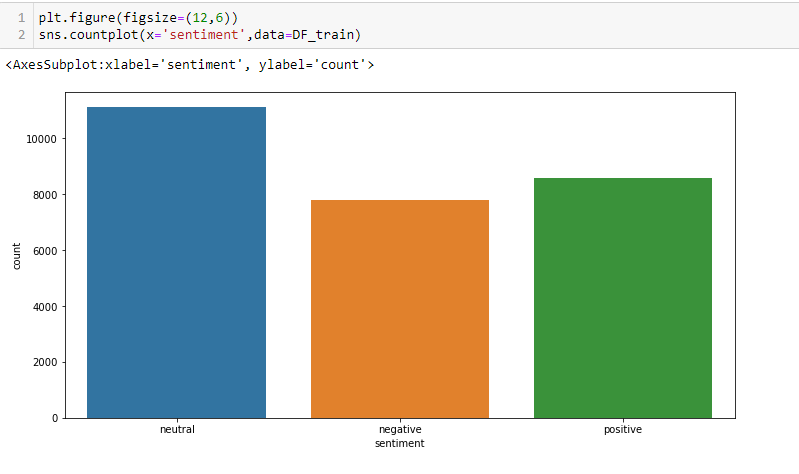 1 plt.figure(figsize=(12,6))
2 sns.countplot(x='sentiment',data=DF_train)
<AxesSubplot:xlabel='sentiment', ylabel='count'>
10000
8000
6000
4000
2000
0
count
neutral negative positive
sentiment